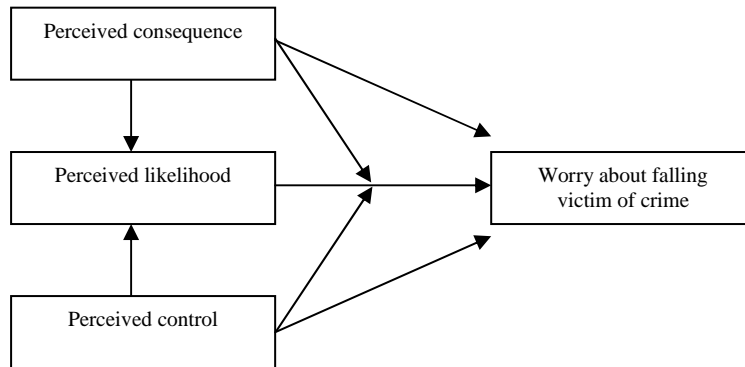 Perceived consequence
Perceived likelihood
Worry about falling
victim of crime
Perceived control